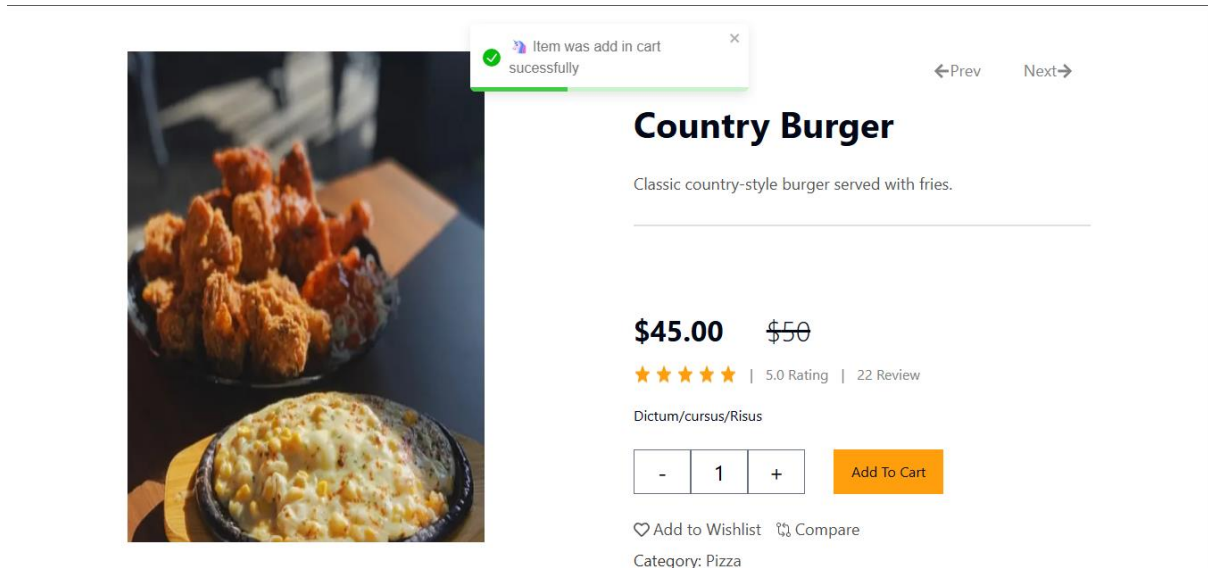 🦄 Item was add in cart
sucessfully
Prev Next
Country Burger
Classic country-style burger served with fries.
$45.00 $50
| 5.0 Rating | 22 Review
Dictum/cursus/Risus
- 1 + Add To Cart
Add to Wishlist Compare
Category: Pizza